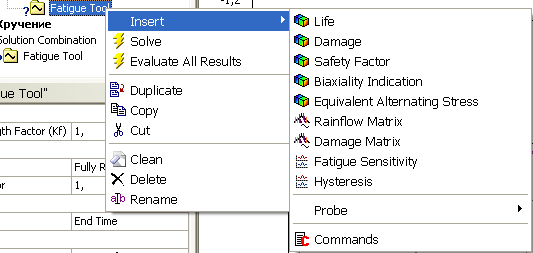 Fatigue Tool
Кручение
Solution Combination
Fatigue Tool
ue Tool"
gth Factor (Kf) 1,
Fully R
or 1,
End Time
-1,2
Insert
Solve
Evaluate All Results
Duplicate
Copy
Cut
Clean
Delete
Rename
Life
Damage
Safety Factor
Biaxiality Indication
Equivalent Alternating Stress
Rainflow Matrix
Damage Matrix
Fatigue Sensitivity
Hysteresis
Probe
Commands